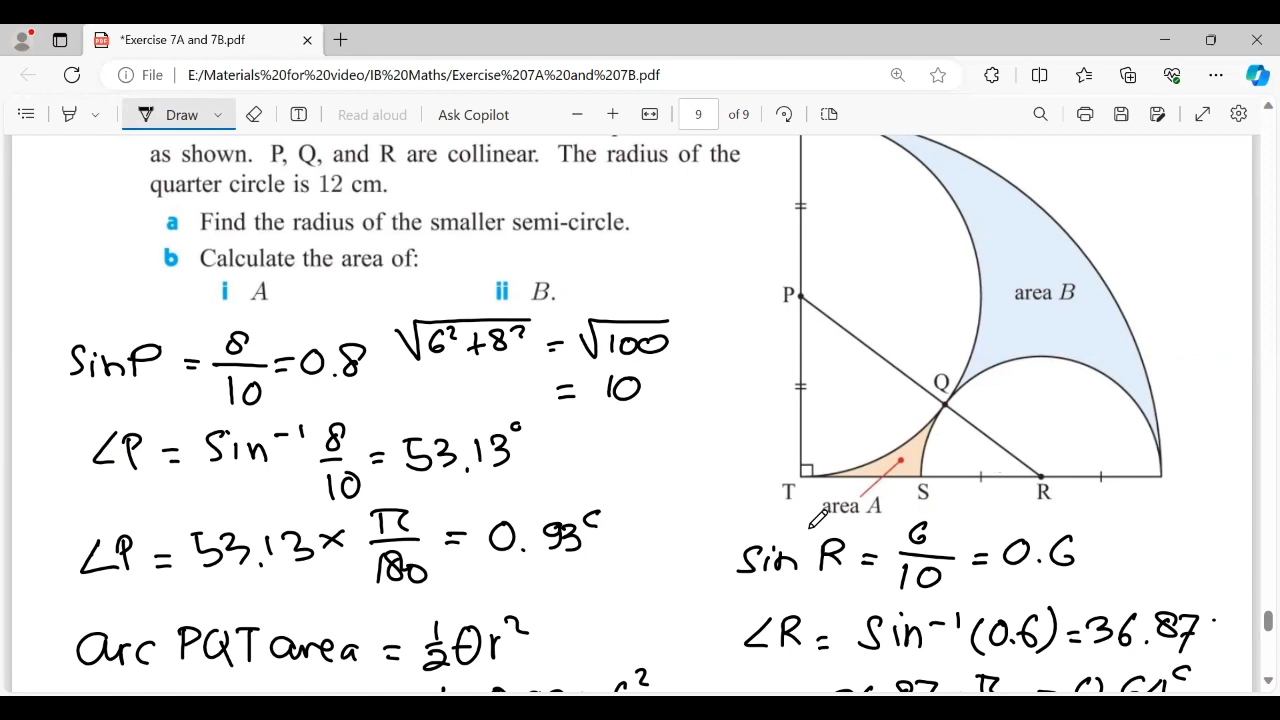 *Exercise 7A and 7B.pdf
File E:/Materials%20for%20video/IB%20Maths/Exercise%207A%20and%207B.pdf
Draw Read aloud Ask Copilot 9 of 9
as shown. P, Q, and R are collinear. The radius of the
quarter circle is 12 cm.
a Find the radius of the smaller semi-circle.
b Calculate the area of:
i A ii B.
P
area B
Q
T S R
area A
Sin P = 8/10 = 0.8 √(6²+8²) = √100
= 10
∠P = Sin⁻¹ 8/10 = 53.13°
∠P = 53.13 × π/180 = 0.93ᶜ
arc PQT area = ½θr²
sin R = 6/10 = 0.6
∠R = Sin⁻¹(0.6) = 36.87